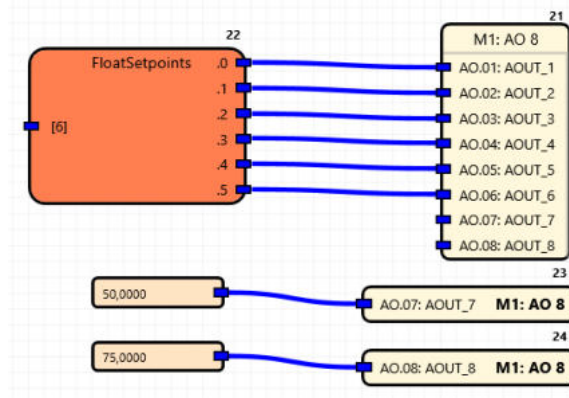 22
FloatSetpoints
.0
.1
.2
[6]
.3
.4
.5
21
M1: AO 8
AO.01: AOUT_1
AO.02: AOUT_2
AO.03: AOUT_3
AO.04: AOUT_4
AO.05: AOUT_5
AO.06: AOUT_6
AO.07: AOUT_7
AO.08: AOUT_8
50,0000
23
AO.07: AOUT_7 M1: AO 8
75,0000
24
AO.08: AOUT_8 M1: AO 8